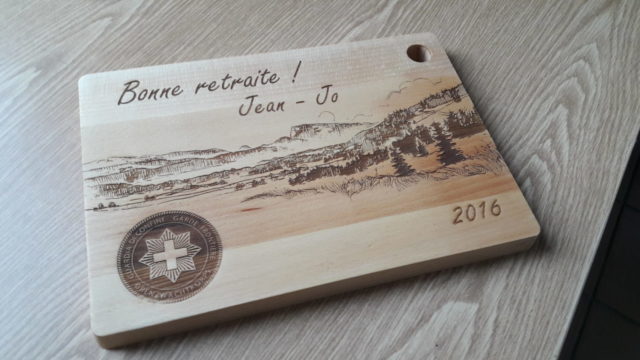 Bonne retraite !
Jean - Jo
2016